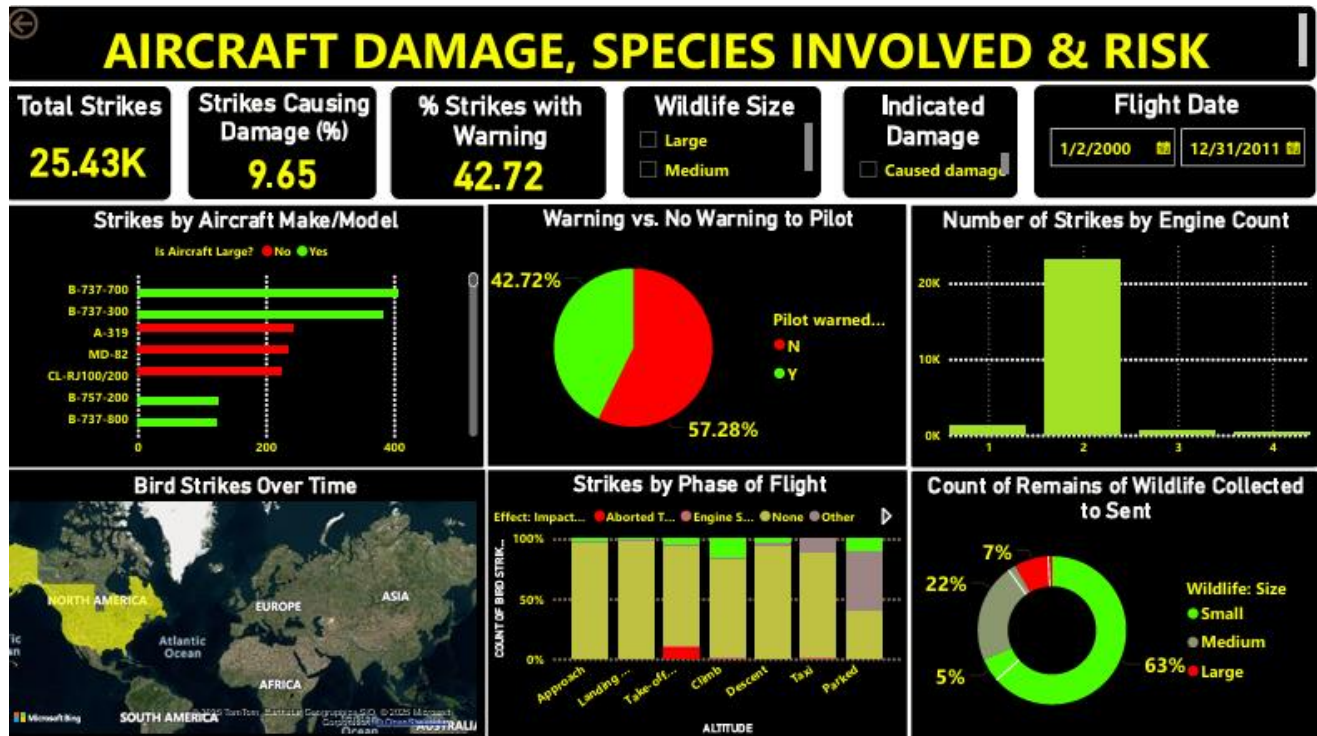 AIRCRAFT DAMAGE, SPECIES INVOLVED & RISK
Total Strikes
25.43K
Strikes Causing
Damage (%)
9.65
% Strikes with
Warning
42.72
Wildlife Size
Large
Medium
Indicated
Damage
Caused damage
Flight Date
1/2/2000
12/31/2011
Strikes by Aircraft Make/Model
Is Aircraft Large? No Yes
B-737-700
B-737-300
A-319
MD-82
CL-RJ100/200
B-757-200
B-737-800
0 200 400
Warning vs. No Warning to Pilot
42.72%
57.28%
Pilot warned...
N
Y
Number of Strikes by Engine Count
20K
10K
0K
1 2 3 4
Bird Strikes Over Time
NORTH AMERICA
EUROPE
ASIA
Atlantic
Ocean
AFRICA
SOUTH AMERICA
AUSTRALI
Microsoft Bing
Strikes by Phase of Flight
Effect: Impact... Aborted T... Engine S... None Other
COUNT OF BIRD STRIK...
100%
50%
0%
Approach
Landing ...
Take-off...
Climb
Descent
Taxi
Parked
ALTITUDE
Count of Remains of Wildlife Collected
to Sent
7%
22%
5%
63%
Wildlife: Size
Small
Medium
Large